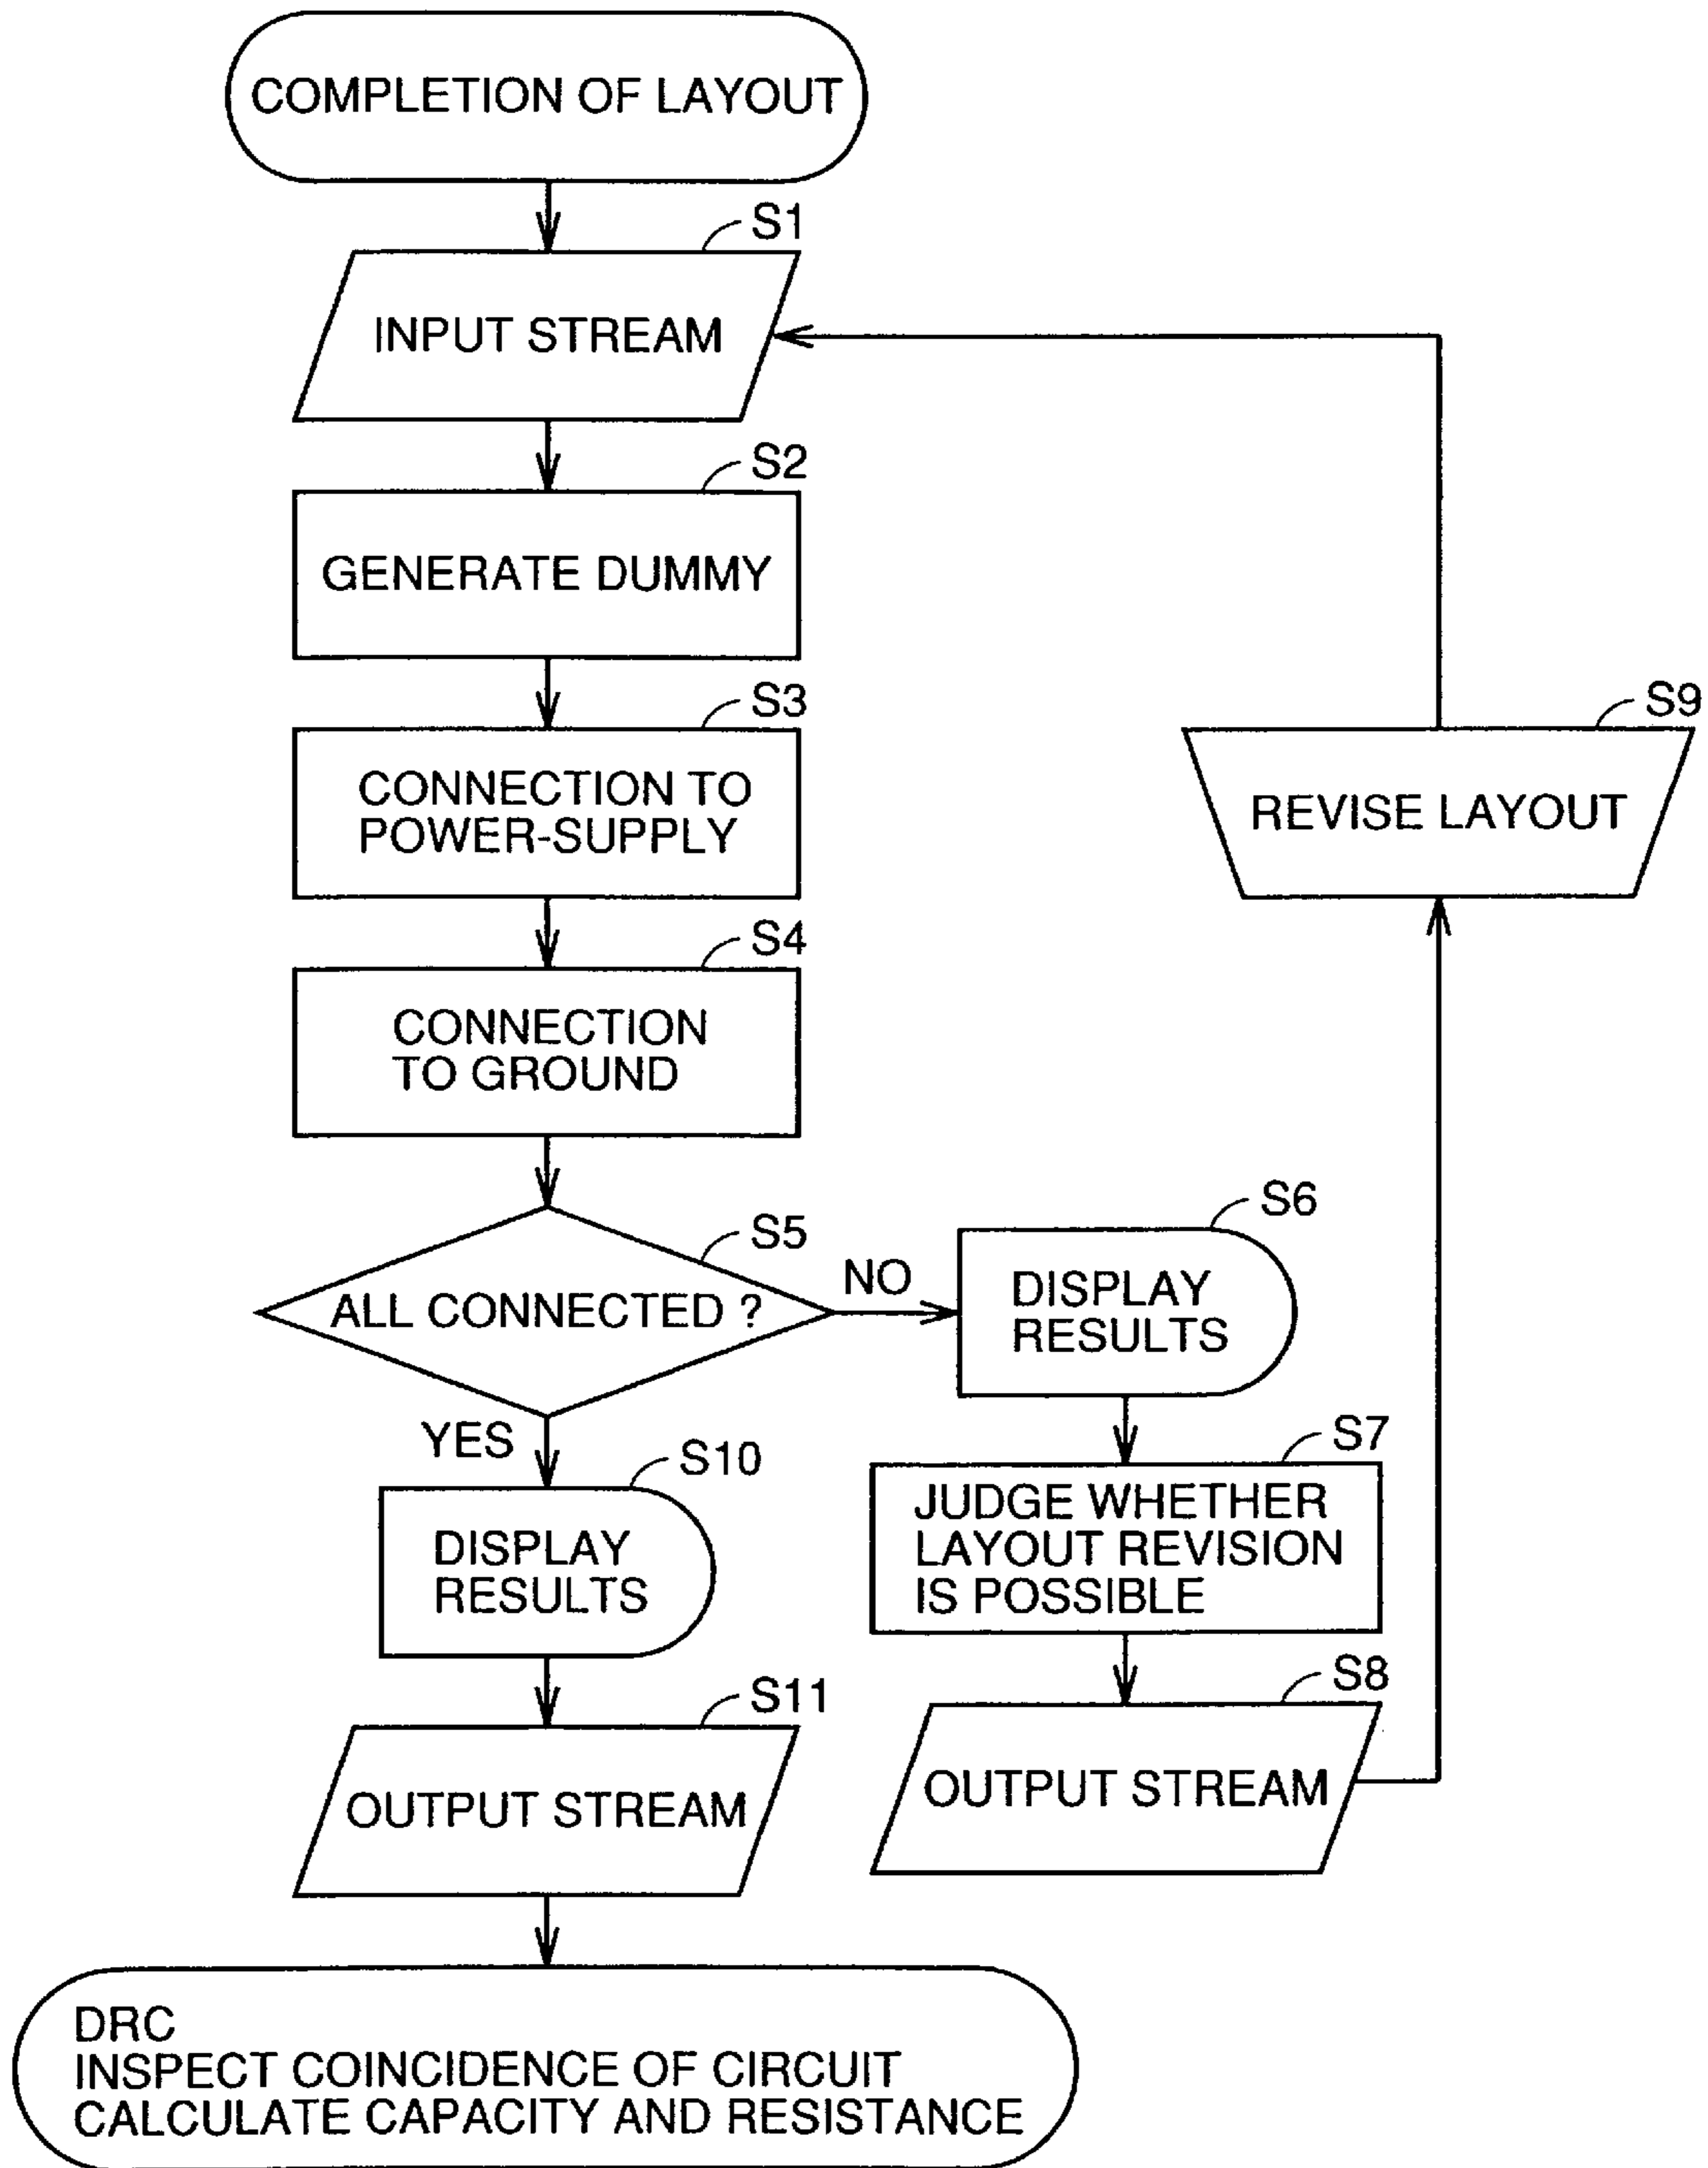 COMPLETION OF LAYOUT
S1
INPUT STREAM
S2
GENERATE DUMMY
S3
CONNECTION TO
POWER-SUPPLY
S9
REVISE LAYOUT
S4
CONNECTION
TO GROUND
S5
ALL CONNECTED ?
NO
S6
DISPLAY
RESULTS
YES
S7
JUDGE WHETHER
LAYOUT REVISION
IS POSSIBLE
S10
DISPLAY
RESULTS
S8
OUTPUT STREAM
S11
OUTPUT STREAM
DRC
INSPECT COINCIDENCE OF CIRCUIT
CALCULATE CAPACITY AND RESISTANCE